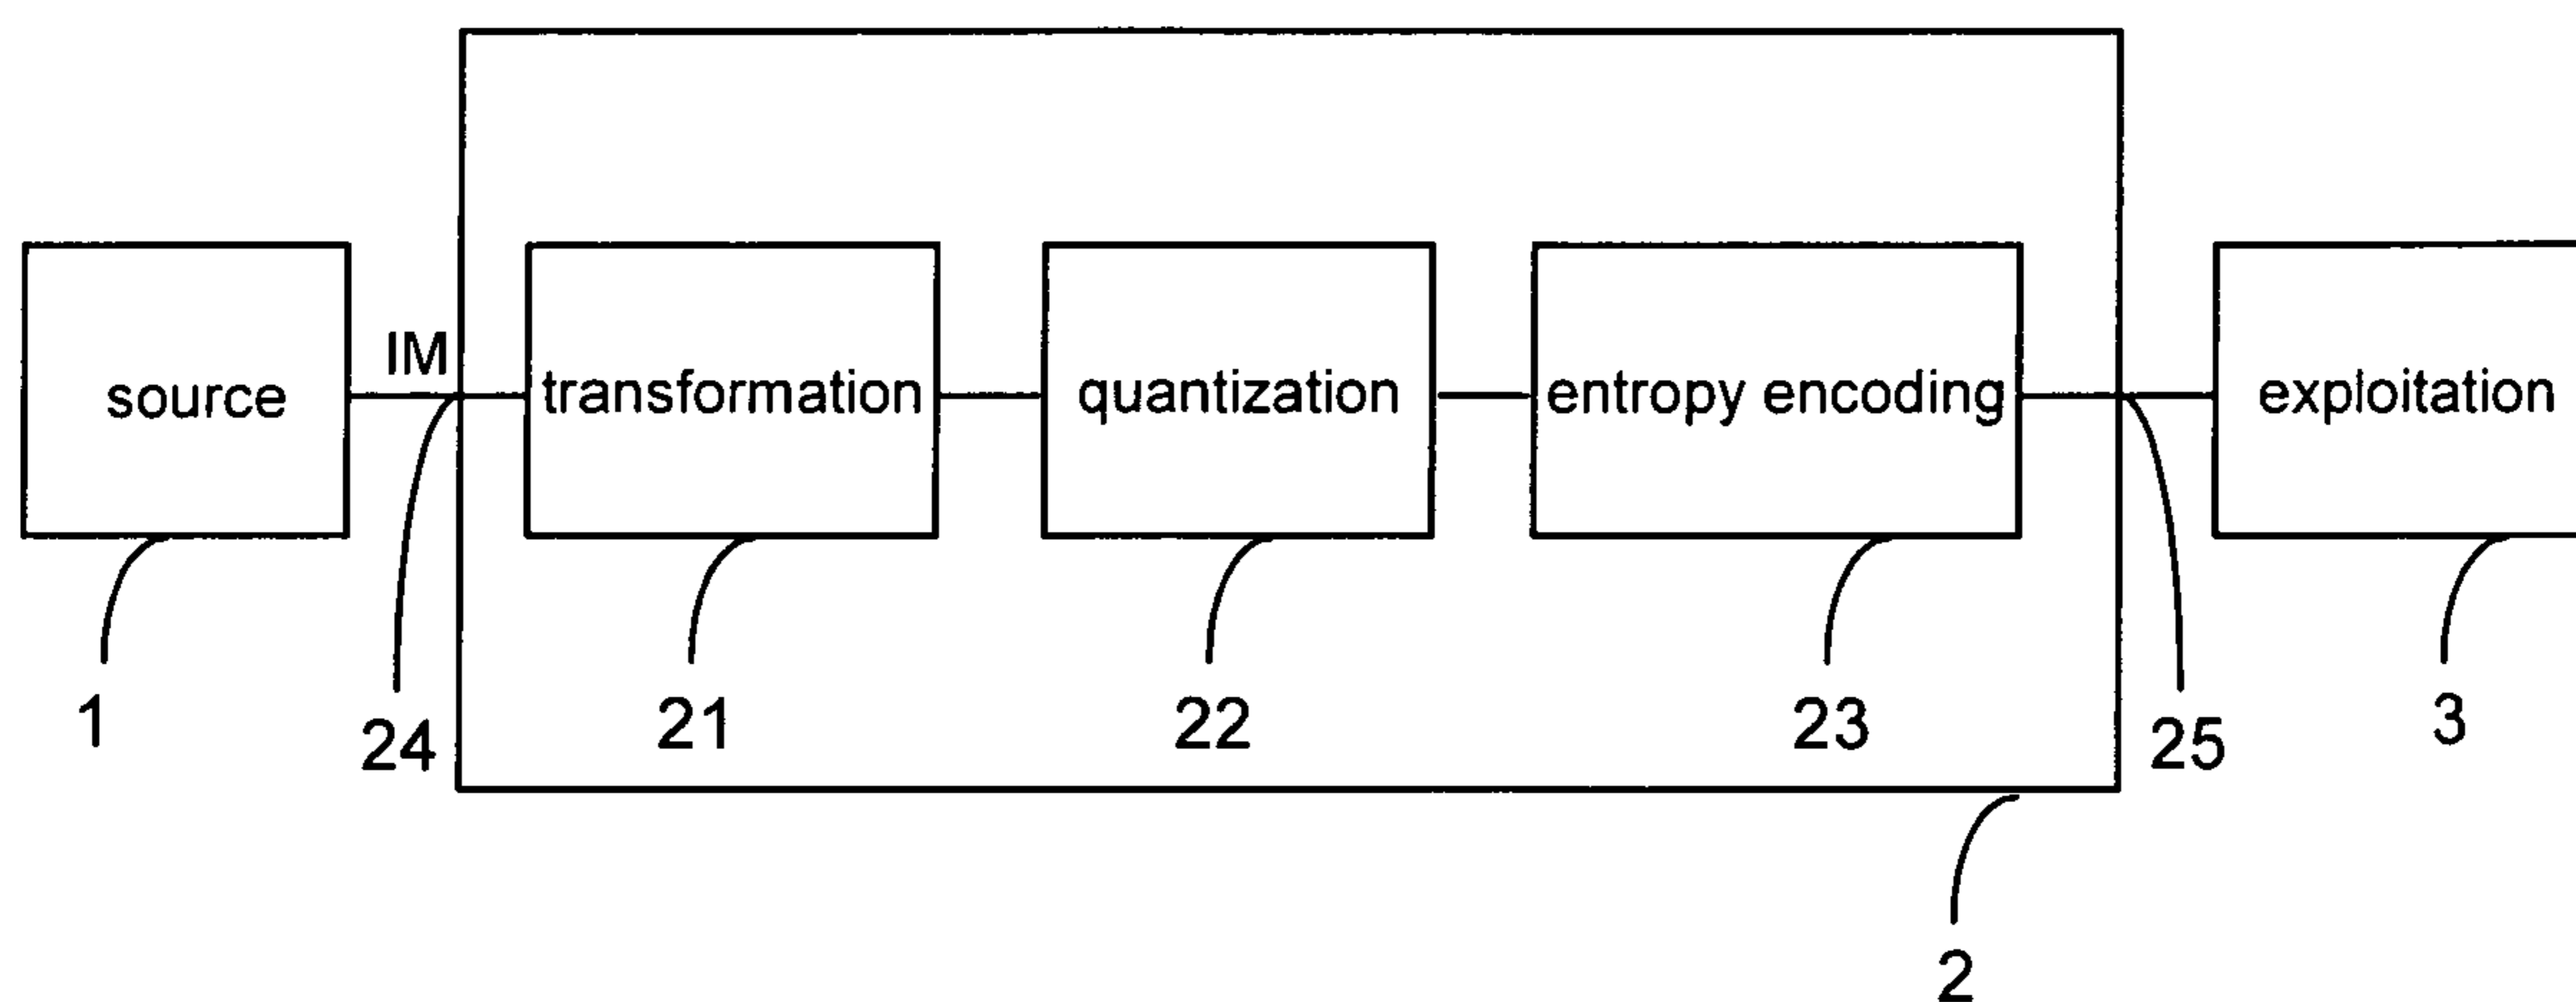 IM
source
transformation
quantization
entropy encoding
exploitation
1
24
21
22
23
25
3
2